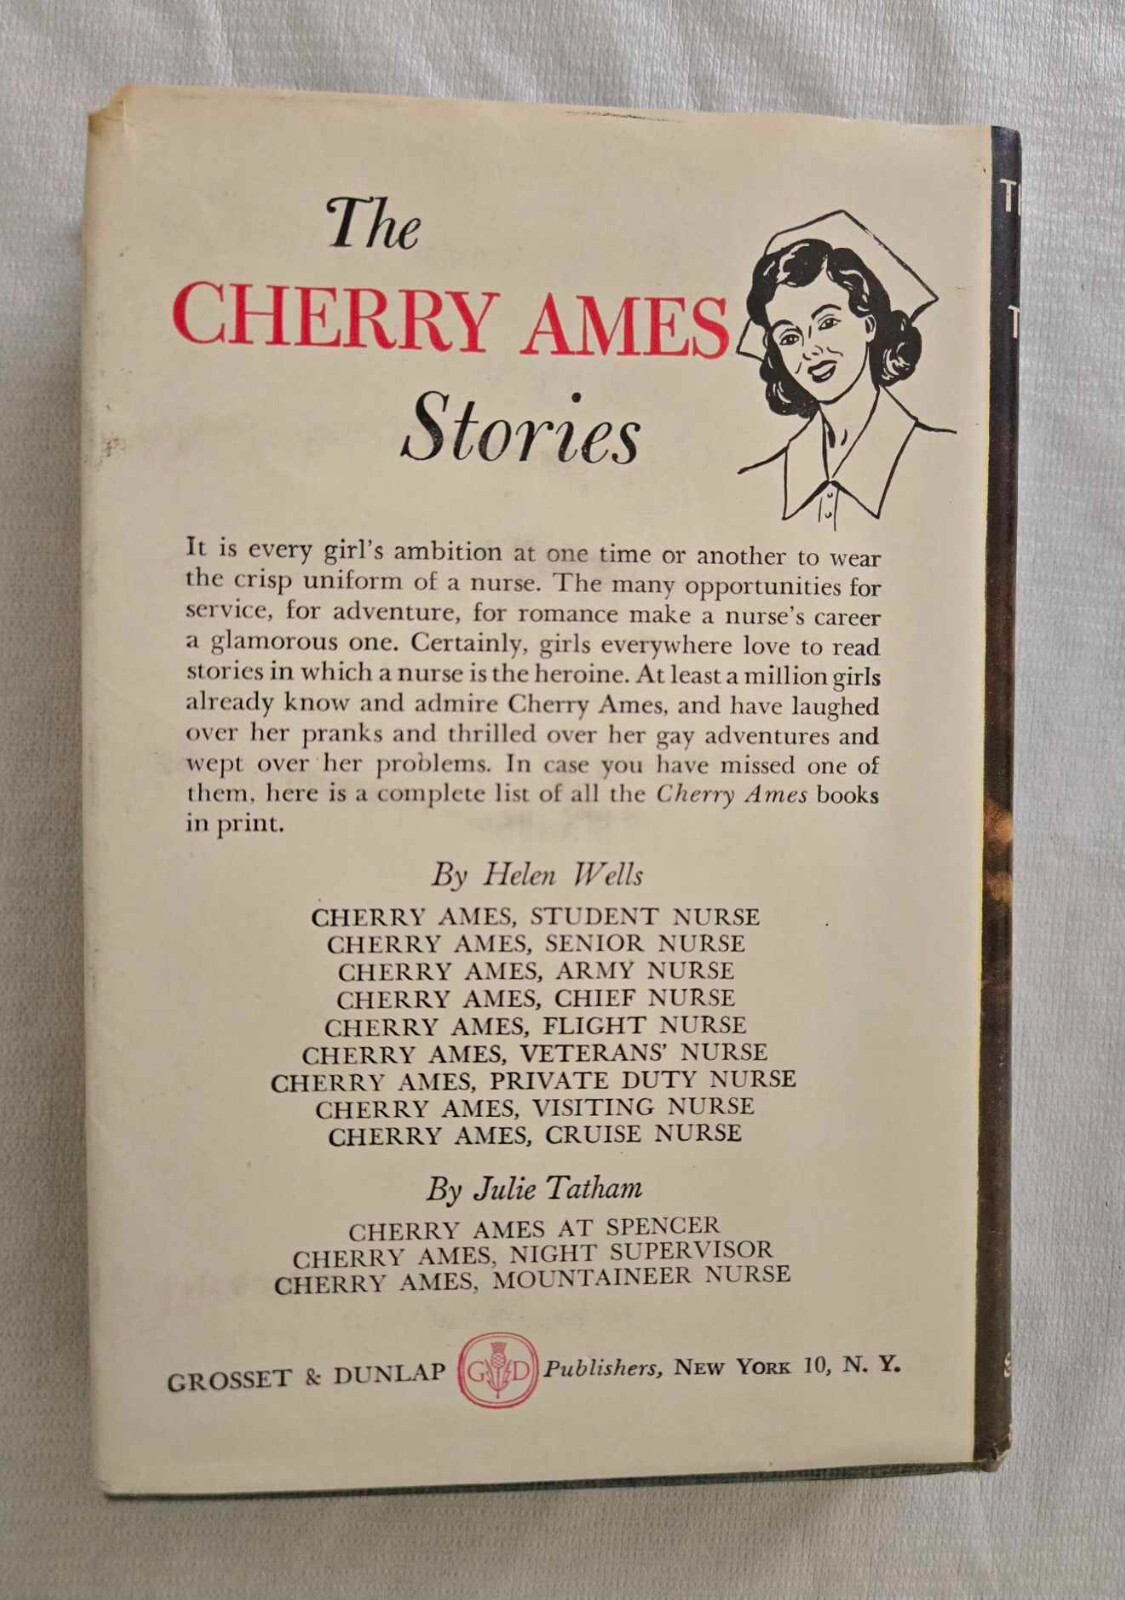 The
CHERRY AMES
Stories
It is every girl's ambition at one time or another to wear
the crisp uniform of a nurse. The many opportunities for
service, for adventure, for romance make a nurse's career
a glamorous one. Certainly, girls everywhere love to read
stories in which a nurse is the heroine. At least a million girls
already know and admire Cherry Ames, and have laughed
over her pranks and thrilled over her gay adventures and
wept over her problems. In case you have missed one of
them, here is a complete list of all the Cherry Ames books
in print.
By Helen Wells
CHERRY AMES, STUDENT NURSE
CHERRY AMES, SENIOR NURSE
CHERRY AMES, ARMY NURSE
CHERRY AMES, CHIEF NURSE
CHERRY AMES, FLIGHT NURSE
CHERRY AMES, VETERANS' NURSE
CHERRY AMES, PRIVATE DUTY NURSE
CHERRY AMES, VISITING NURSE
CHERRY AMES, CRUISE NURSE
By Julie Tatham
CHERRY AMES AT SPENCER
CHERRY AMES, NIGHT SUPERVISOR
CHERRY AMES, MOUNTAINEER NURSE
GROSSET & DUNLAP G D Publishers, NEW YORK 10, N. Y.